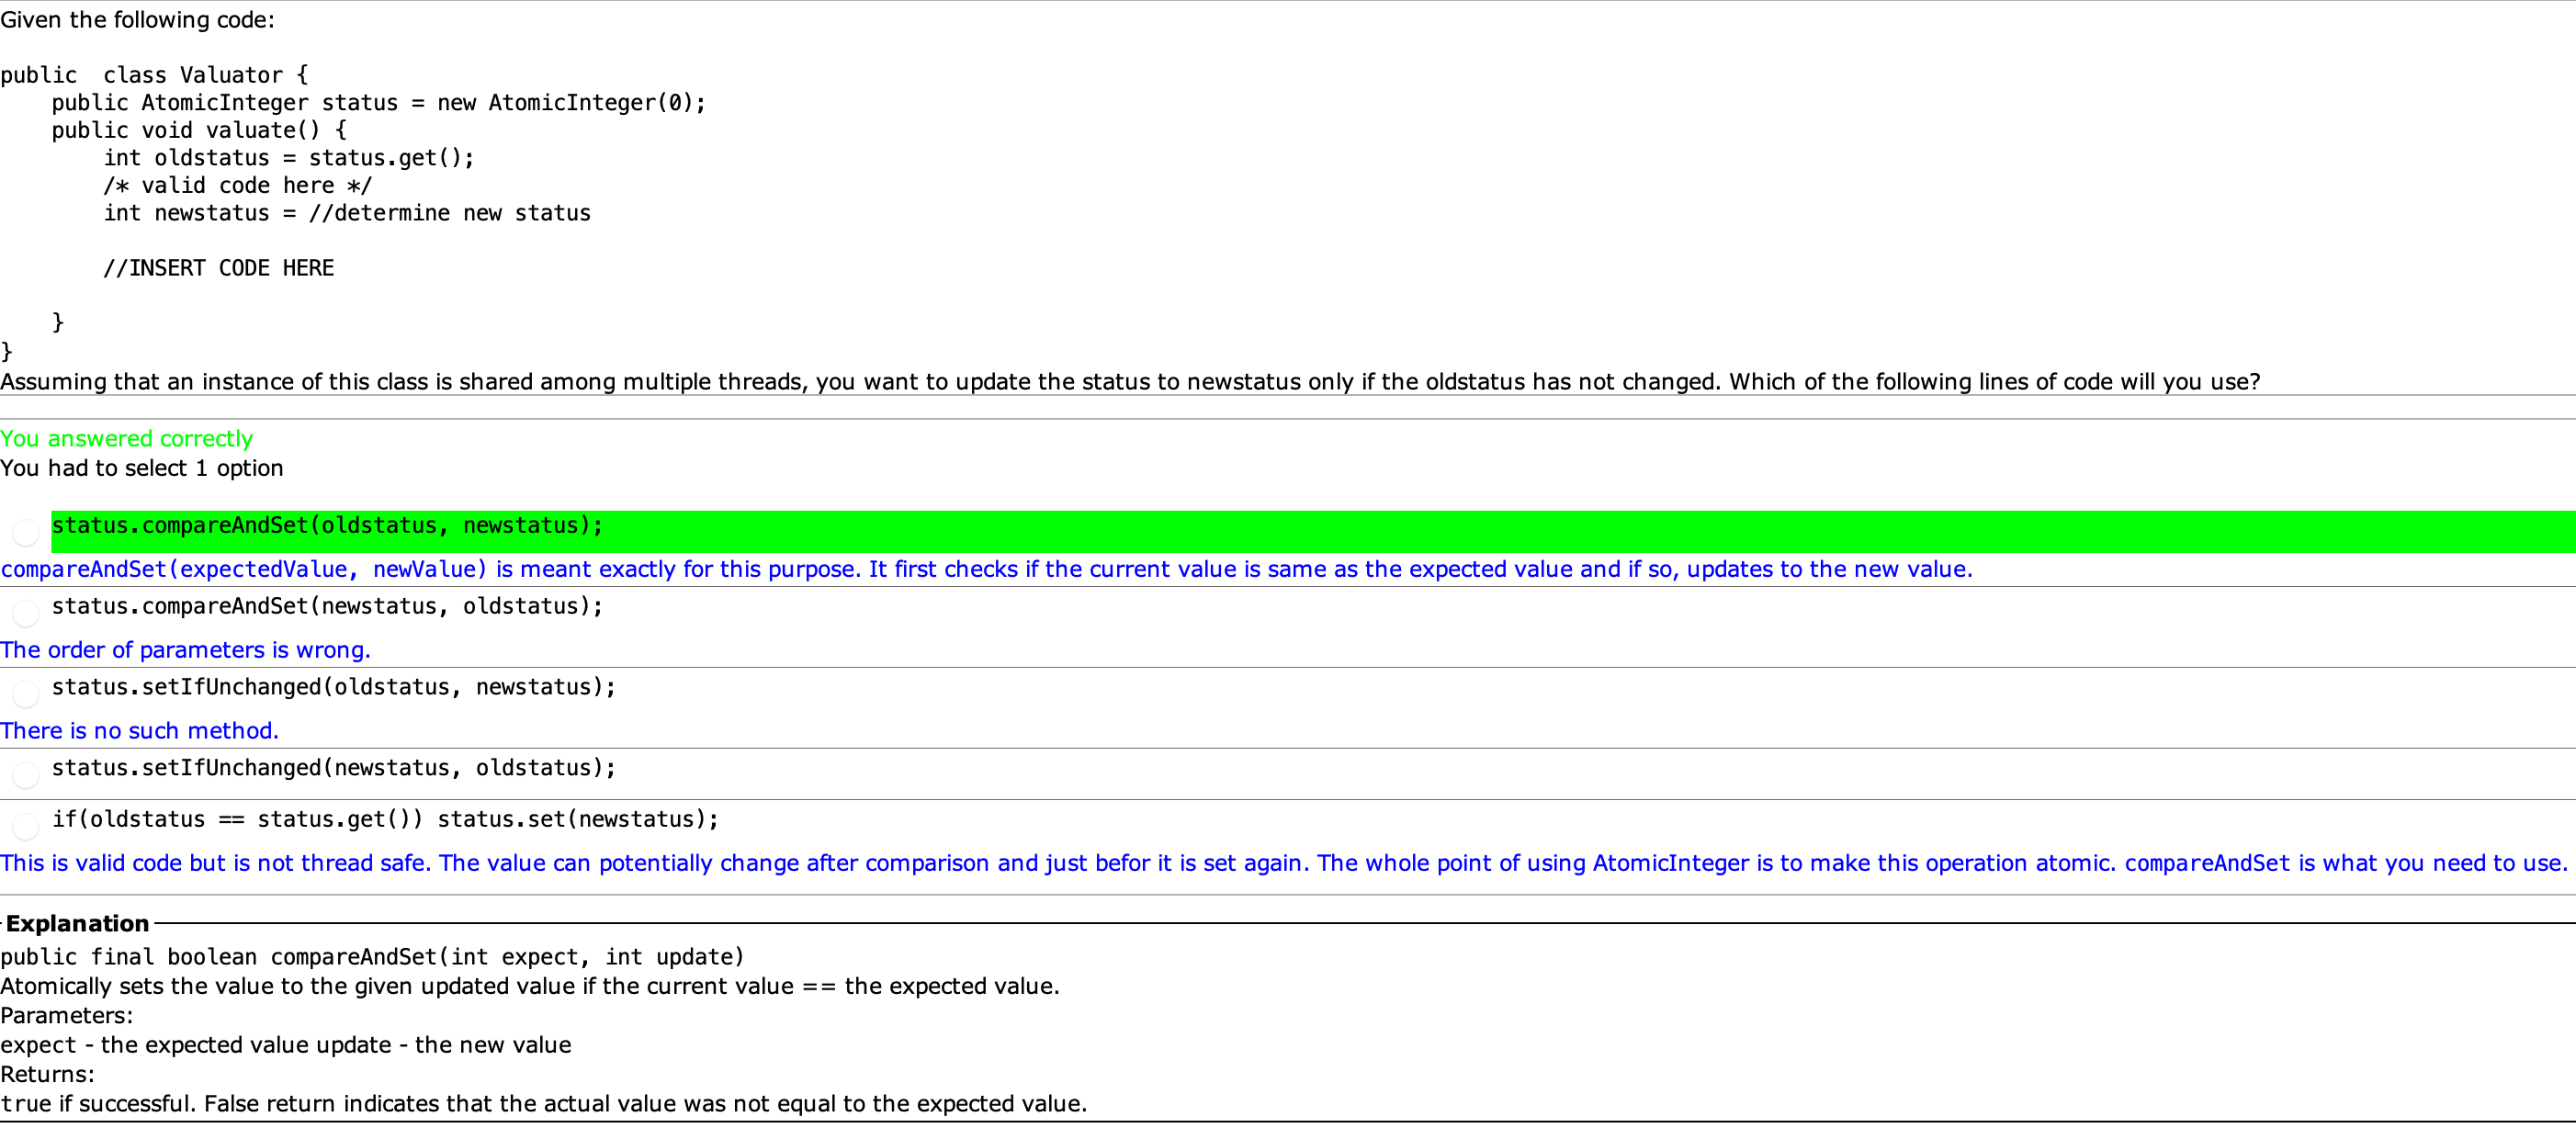 Given the following code:
public  class Valuator {
    public AtomicInteger status = new AtomicInteger(0);
    public void valuate() {
        int oldstatus = status.get();
        /* valid code here */
        int newstatus = //determine new status
        //INSERT CODE HERE
    }
}
Assuming that an instance of this class is shared among multiple threads, you want to update the status to newstatus only if the oldstatus has not changed. Which of the following lines of code will you use?
You answered correctly
You had to select 1 option
status.compareAndSet(oldstatus, newstatus);
compareAndSet(expectedValue, newValue) is meant exactly for this purpose. It first checks if the current value is same as the expected value and if so, updates to the new value.
status.compareAndSet(newstatus, oldstatus);
The order of parameters is wrong.
status.setIfUnchanged(oldstatus, newstatus);
There is no such method.
status.setIfUnchanged(newstatus, oldstatus);
if(oldstatus == status.get()) status.set(newstatus);
This is valid code but is not thread safe. The value can potentially change after comparison and just befor it is set again. The whole point of using AtomicInteger is to make this operation atomic. compareAndSet is what you need to use.
Explanation
public final boolean compareAndSet(int expect, int update)
Atomically sets the value to the given updated value if the current value == the expected value.
Parameters:
expect - the expected value update - the new value
Returns:
true if successful. False return indicates that the actual value was not equal to the expected value.